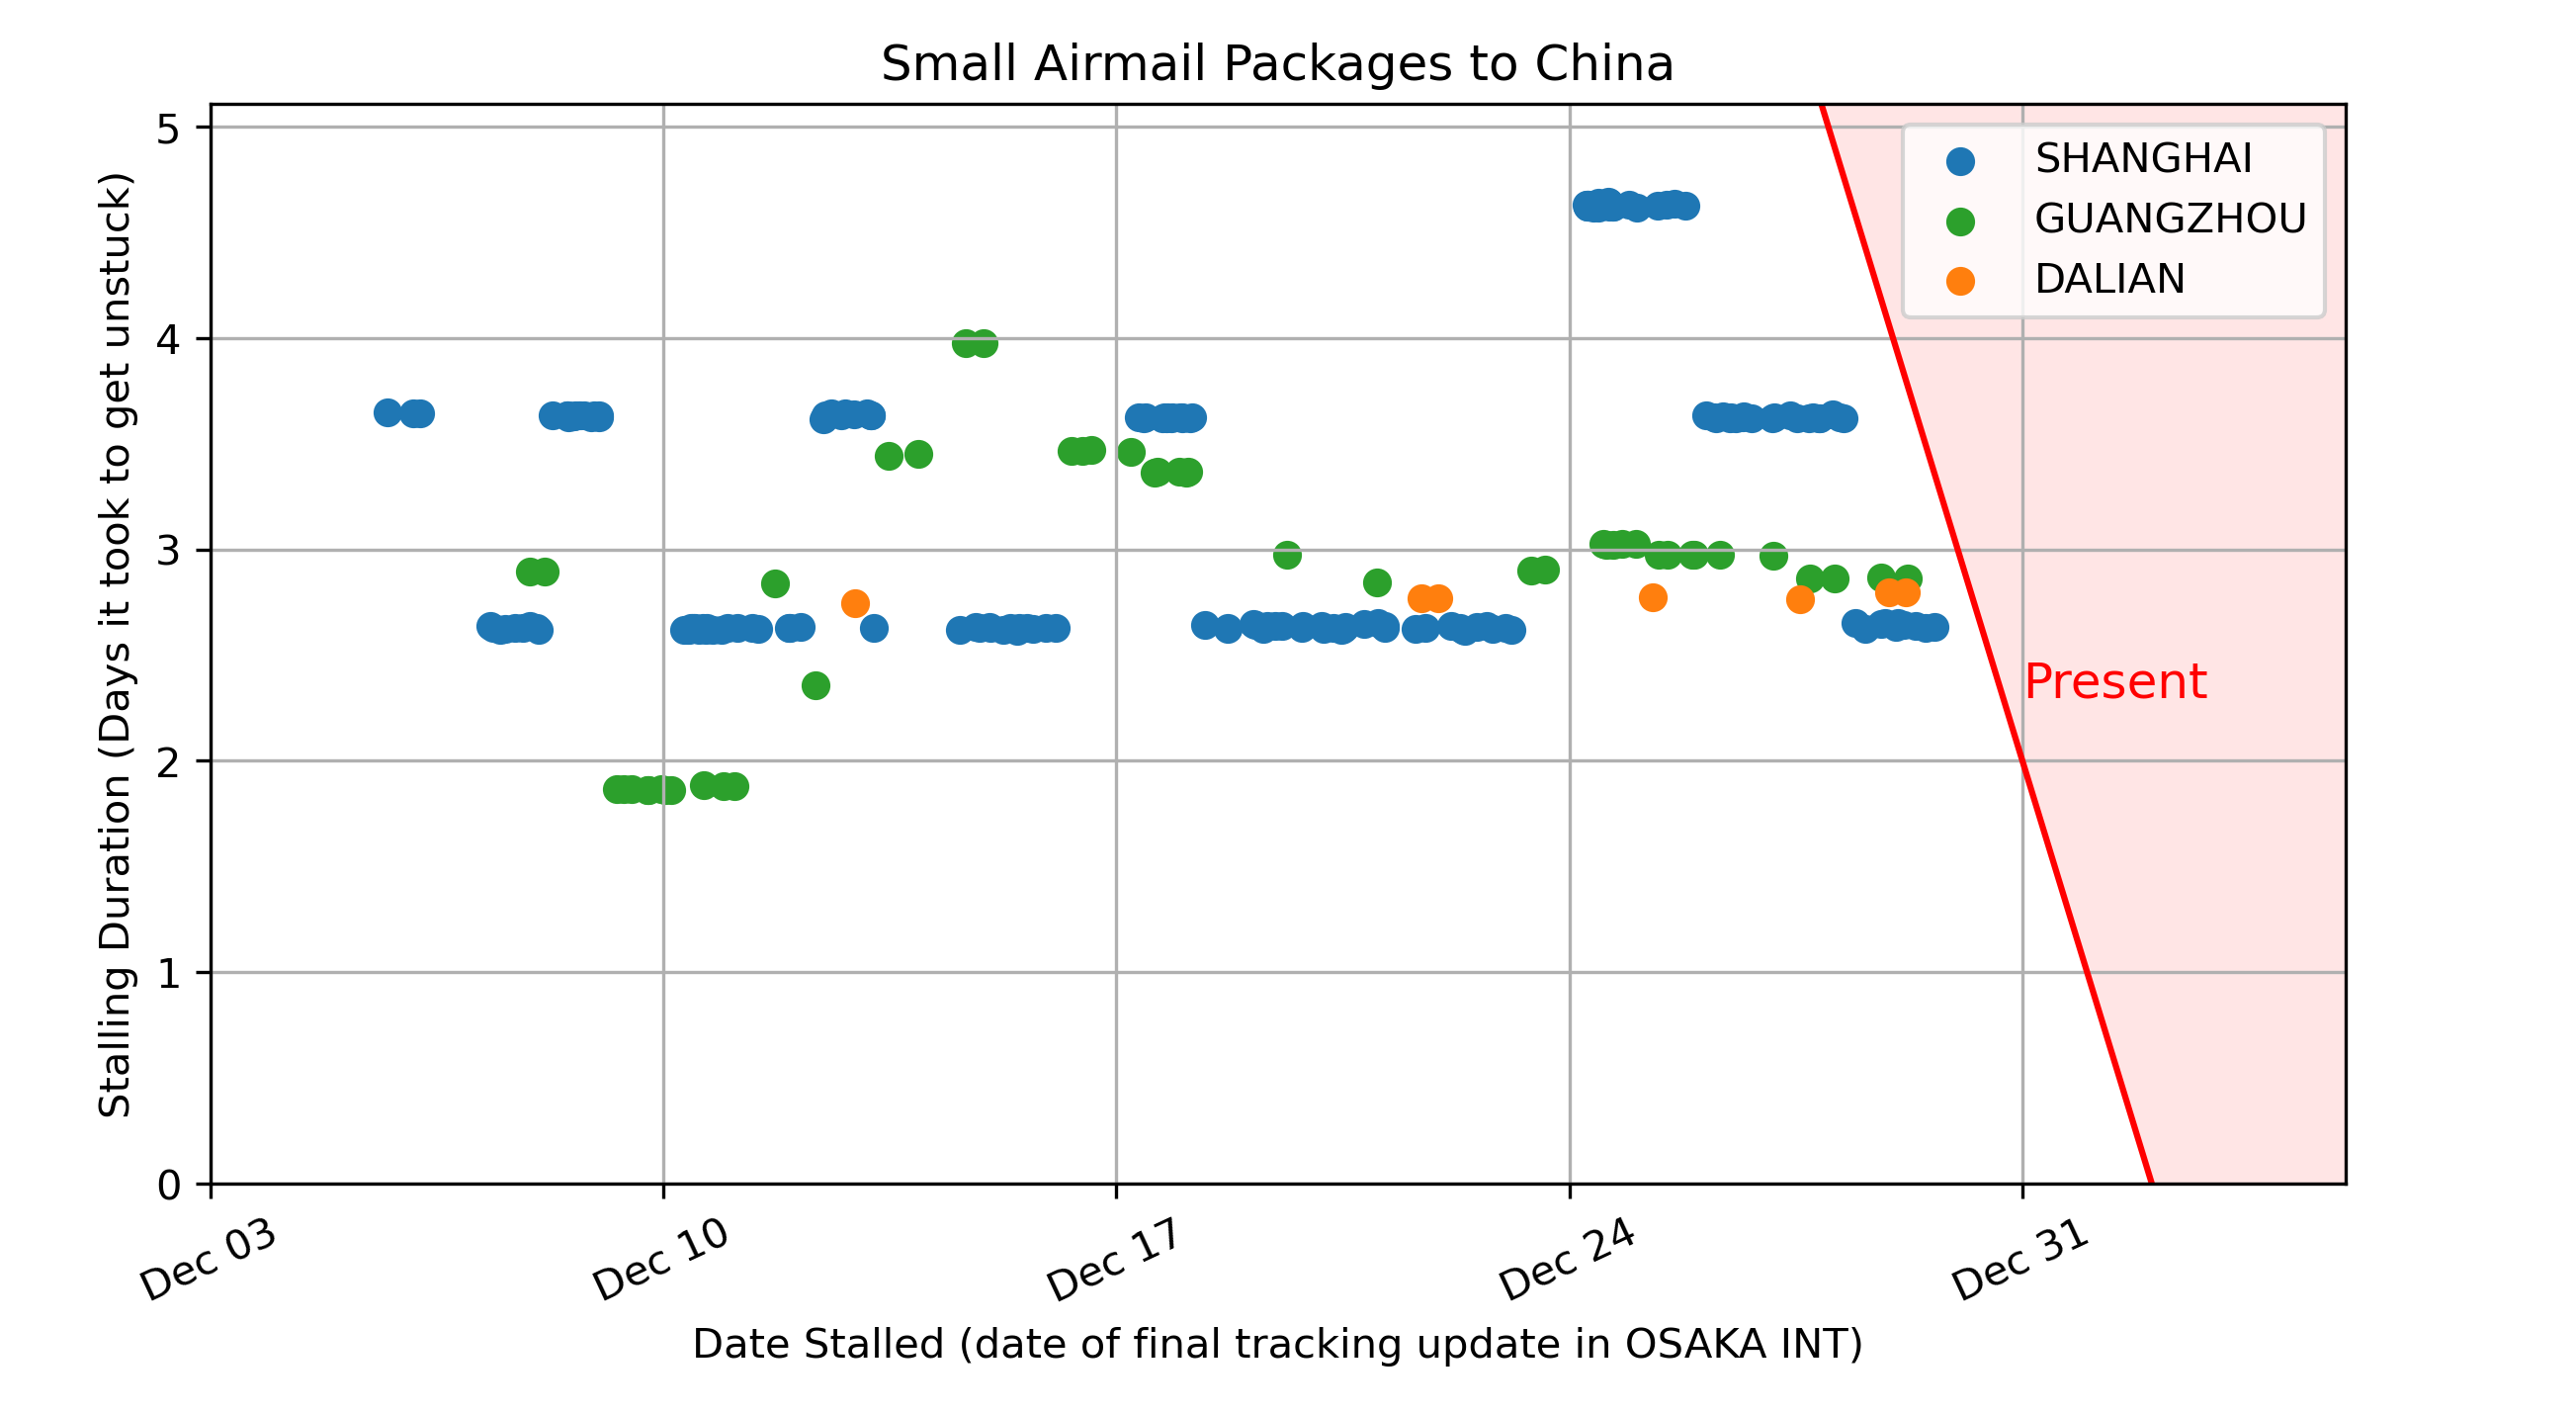 Small Airmail Packages to China
Stalling Duration (Days it took to get unstuck)
5
4
3
2
1
0
SHANGHAI
GUANGZHOU
DALIAN
Present
Dec 03
Dec 10
Dec 17
Dec 24
Dec 31
Date Stalled (date of final tracking update in OSAKA INT)